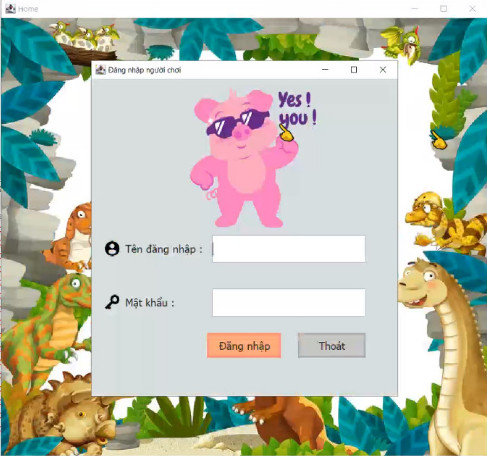 Home
Đăng nhập người chơi
Yes !
you !
Tên đăng nhập :
Mật khẩu :
Đăng nhập
Thoát